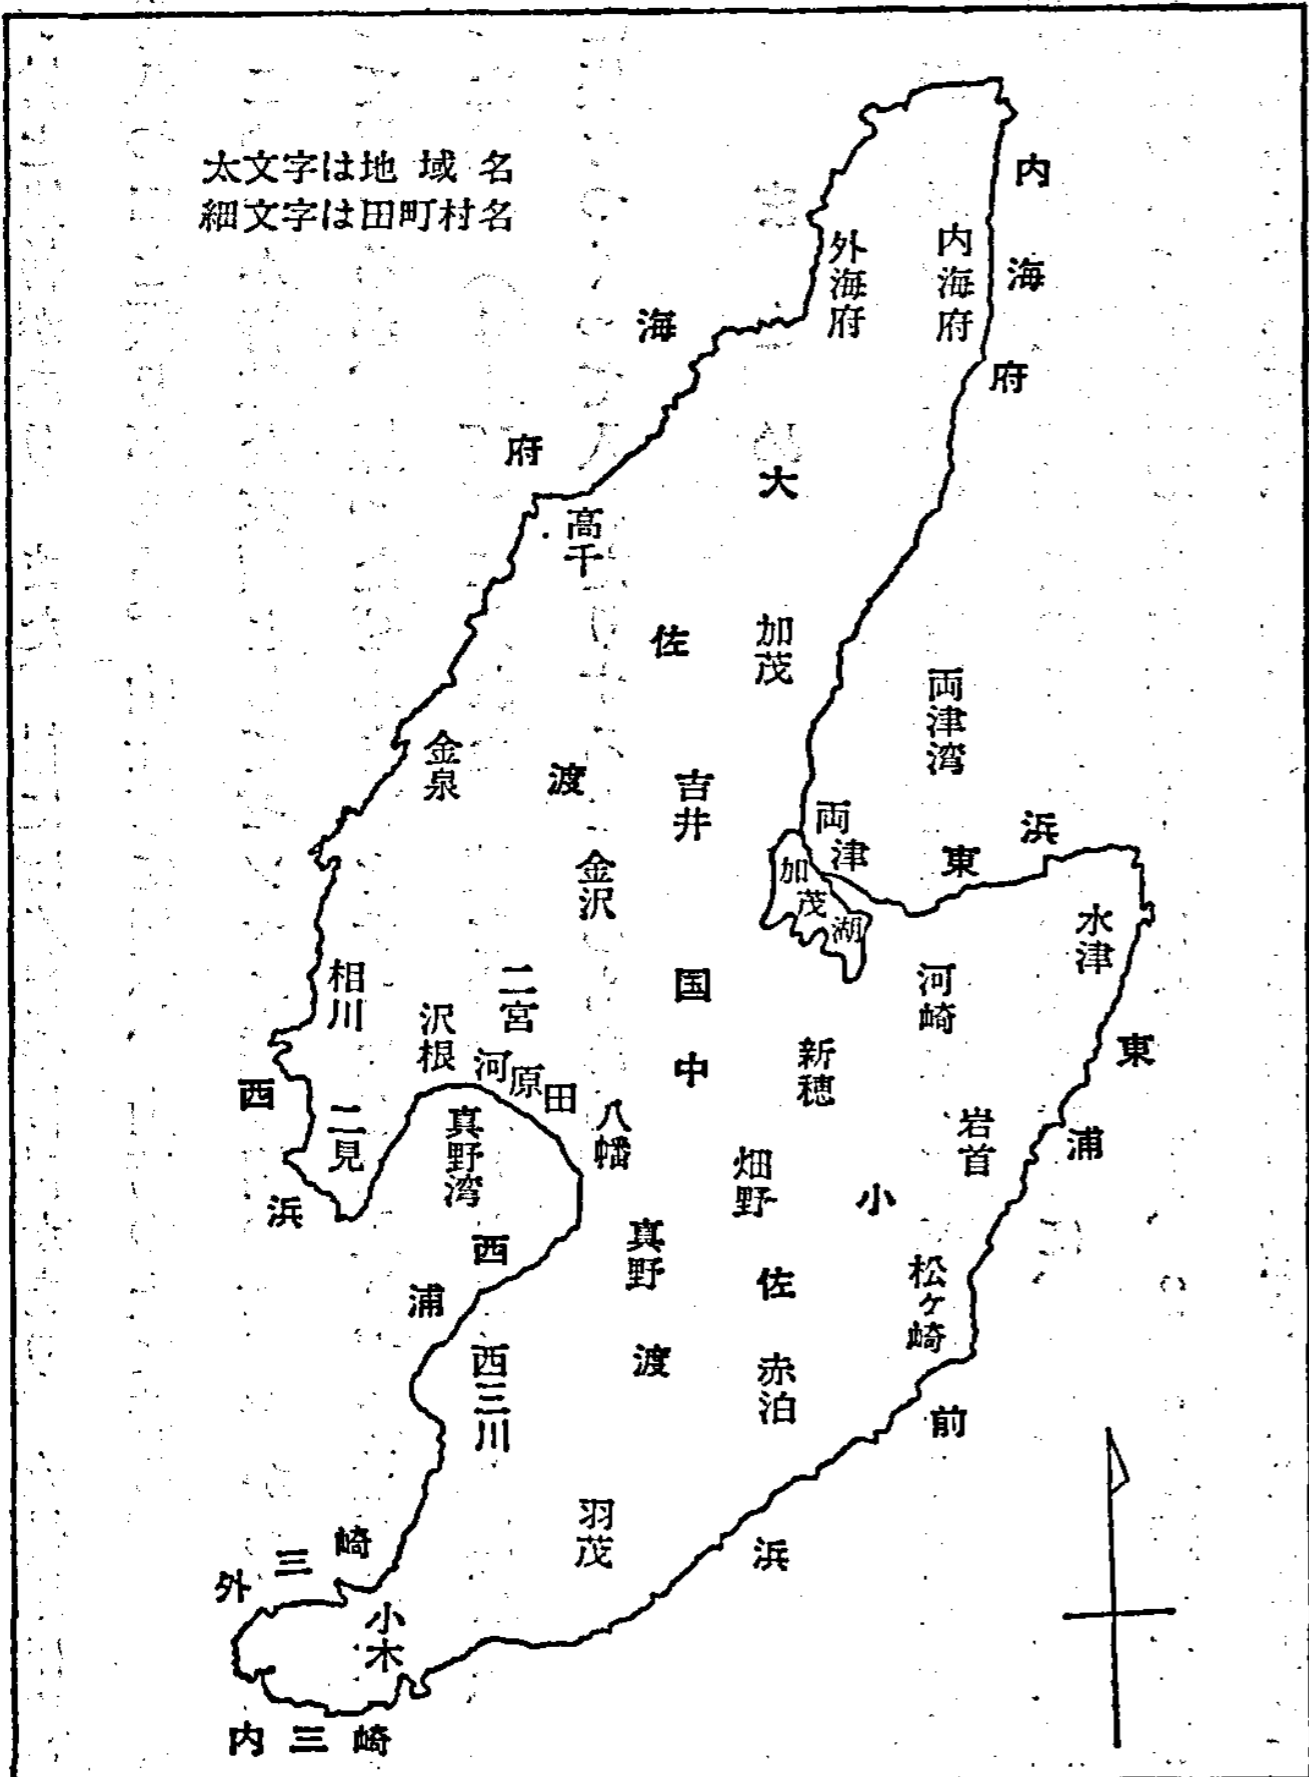 太文字は地域名
細文字は田町村名
内海府
外海府
内海府
海府
大佐渡
高千
加茂
両津湾
金泉
吉井
両津
東浜
加茂湖
金沢
水津
相川
二宮
沢根
河原田
国中
河崎
新穂
東浦
西浜
二見
真野湾
八幡
岩首
畑野
小佐渡
真野
西浦
松ヶ崎
西三川
赤泊
前浜
羽茂
外三崎
小木
内三崎